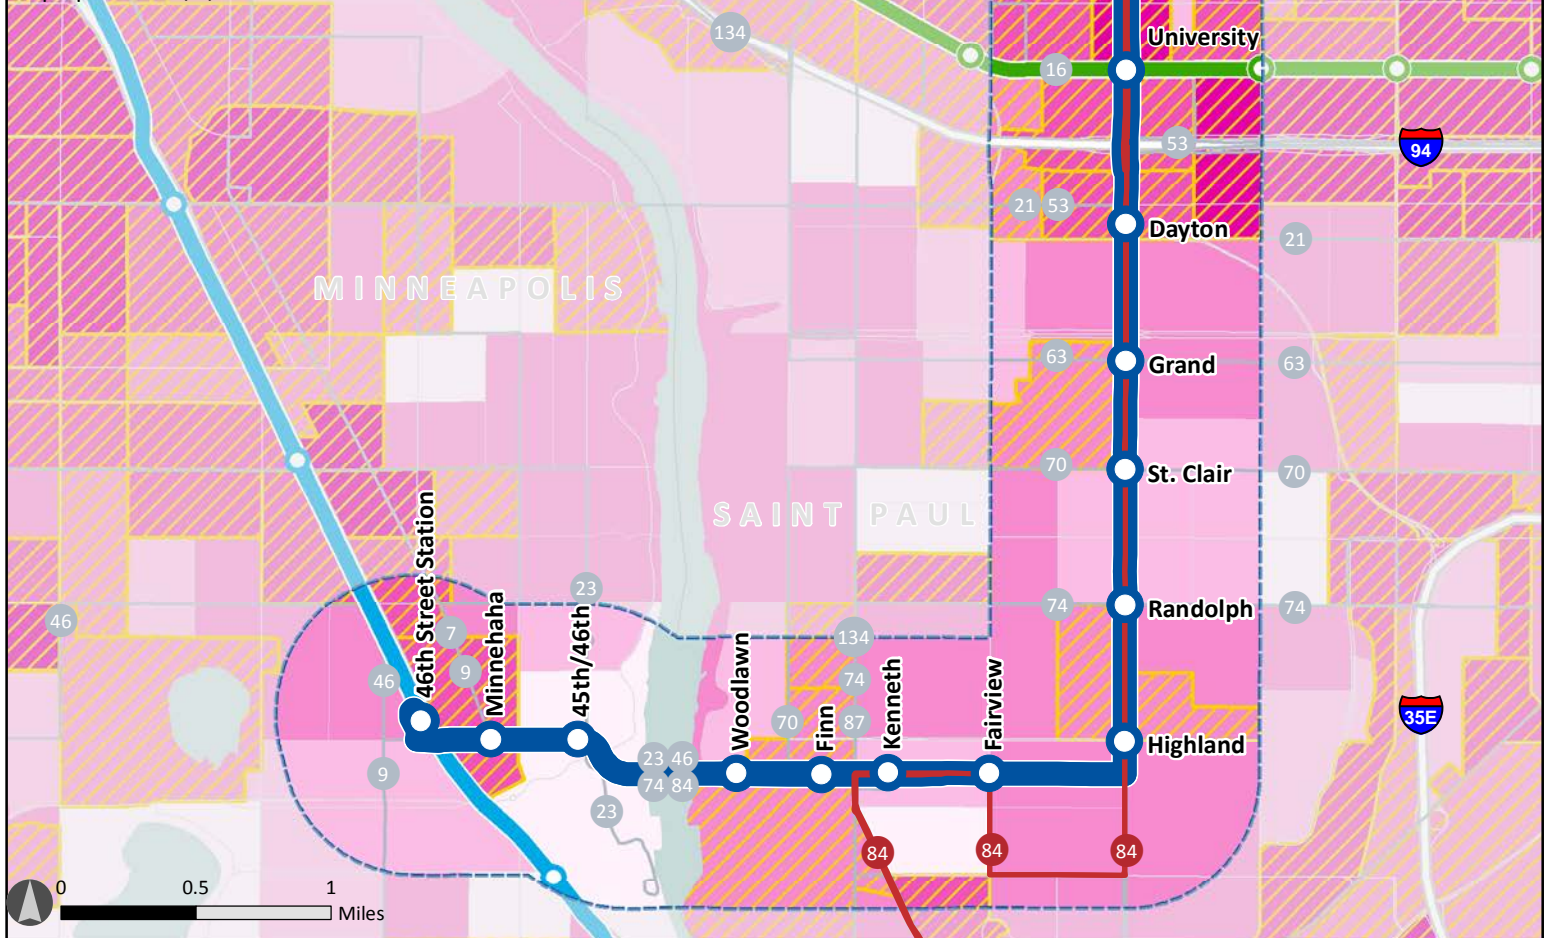 134
University
16
53
94
21
53
Dayton
21
MINNEAPOLIS
63
Grand
63
70
St. Clair
70
SAINT PAUL
46th Street Station
23
Minnehaha
45th/46th
74
Randolph
74
46
7
134
9
46
Woodlawn
74
Kenneth
Fairview
70
Finn
87
35E
Highland
23 46
74 84
9
23
84
84
84
0 0.5 1
Miles